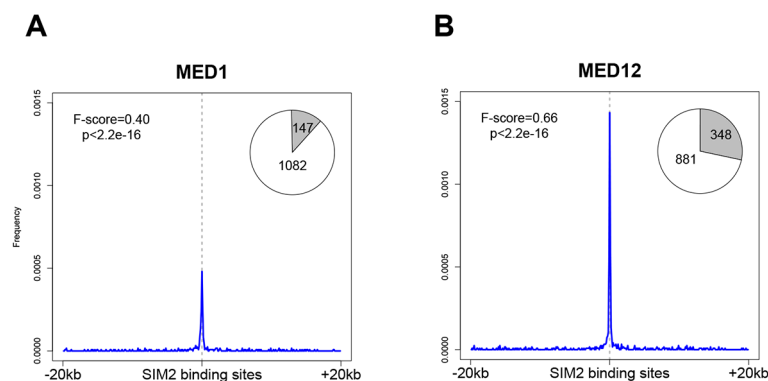 A
B
MED1
MED12
F-score=0.40
p<2.2e-16
147
1082
F-score=0.66
p<2.2e-16
348
881
Frequency
0.0015
0.0010
0.0005
0.0000
0.0015
0.0010
0.0005
0.0000
-20kb SIM2 binding sites +20kb
-20kb SIM2 binding sites +20kb